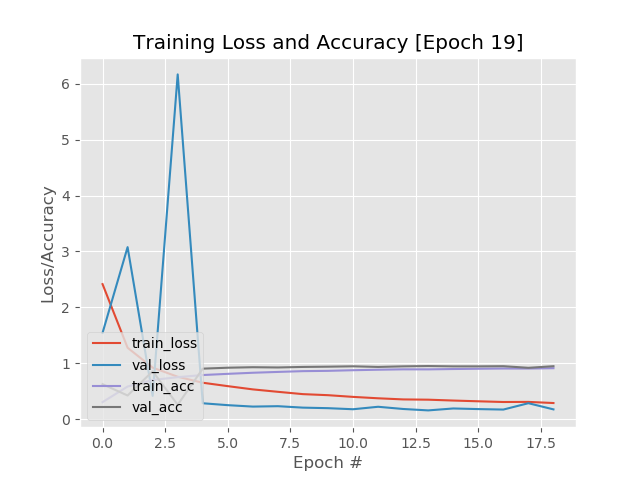 Training Loss and Accuracy [Epoch 19]
Loss/Accuracy
6
5
4
3
2
1
0
train_loss
val_loss
train_acc
val_acc
0.0 2.5 5.0 7.5 10.0 12.5 15.0 17.5
Epoch #